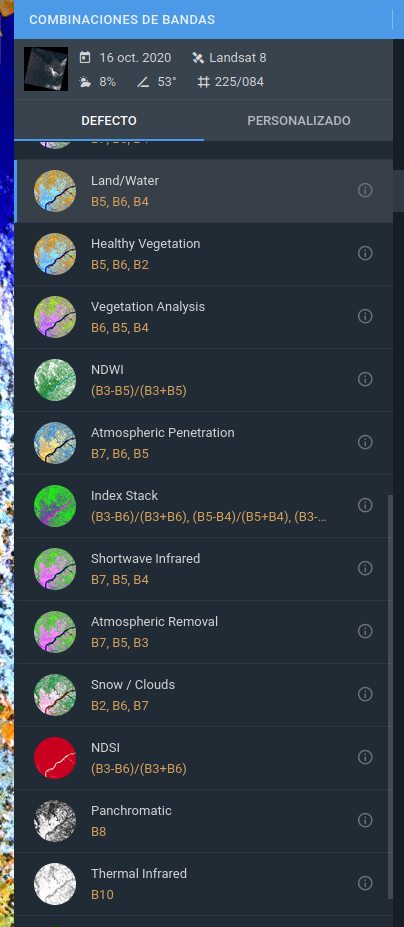 COMBINACIONES DE BANDAS
16 oct. 2020 Landsat 8
8% 53° 225/084
DEFECTO PERSONALIZADO
Land/Water
B5, B6, B4
Healthy Vegetation
B5, B6, B2
Vegetation Analysis
B6, B5, B4
NDWI
(B3-B5)/(B3+B5)
Atmospheric Penetration
B7, B6, B5
Index Stack
(B3-B6)/(B3+B6), (B5-B4)/(B5+B4), (B3-...
Shortwave Infrared
B7, B5, B4
Atmospheric Removal
B7, B5, B3
Snow / Clouds
B2, B6, B7
NDSI
(B3-B6)/(B3+B6)
Panchromatic
B8
Thermal Infrared
B10